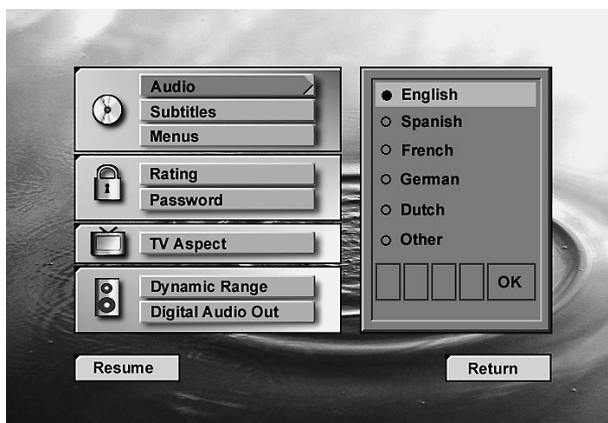 Audio
Subtitles
Menus
Rating
Password
TV Aspect
Dynamic Range
Digital Audio Out
English
Spanish
French
German
Dutch
Other
OK
Resume
Return